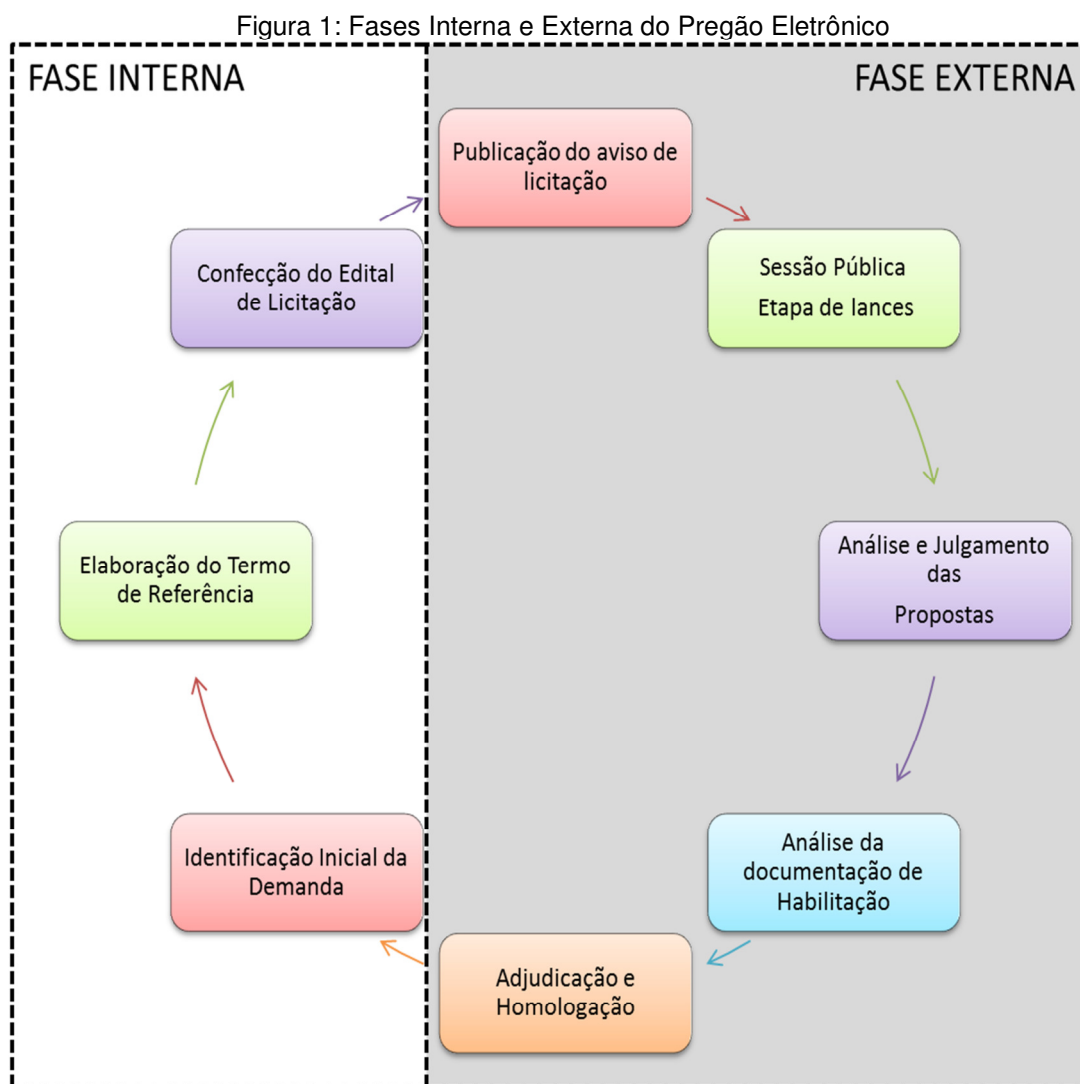 Figura 1: Fases Interna e Externa do Pregão Eletrônico
FASE INTERNA
FASE EXTERNA
Publicação do aviso de
licitação
Sessão Pública
Etapa de lances
Análise e Julgamento
das
Propostas
Análise da
documentação de
Habilitação
Adjudicação e
Homologação
Identificação Inicial da
Demanda
Elaboração do Termo
de Referência
Confecção do Edital
de Licitação